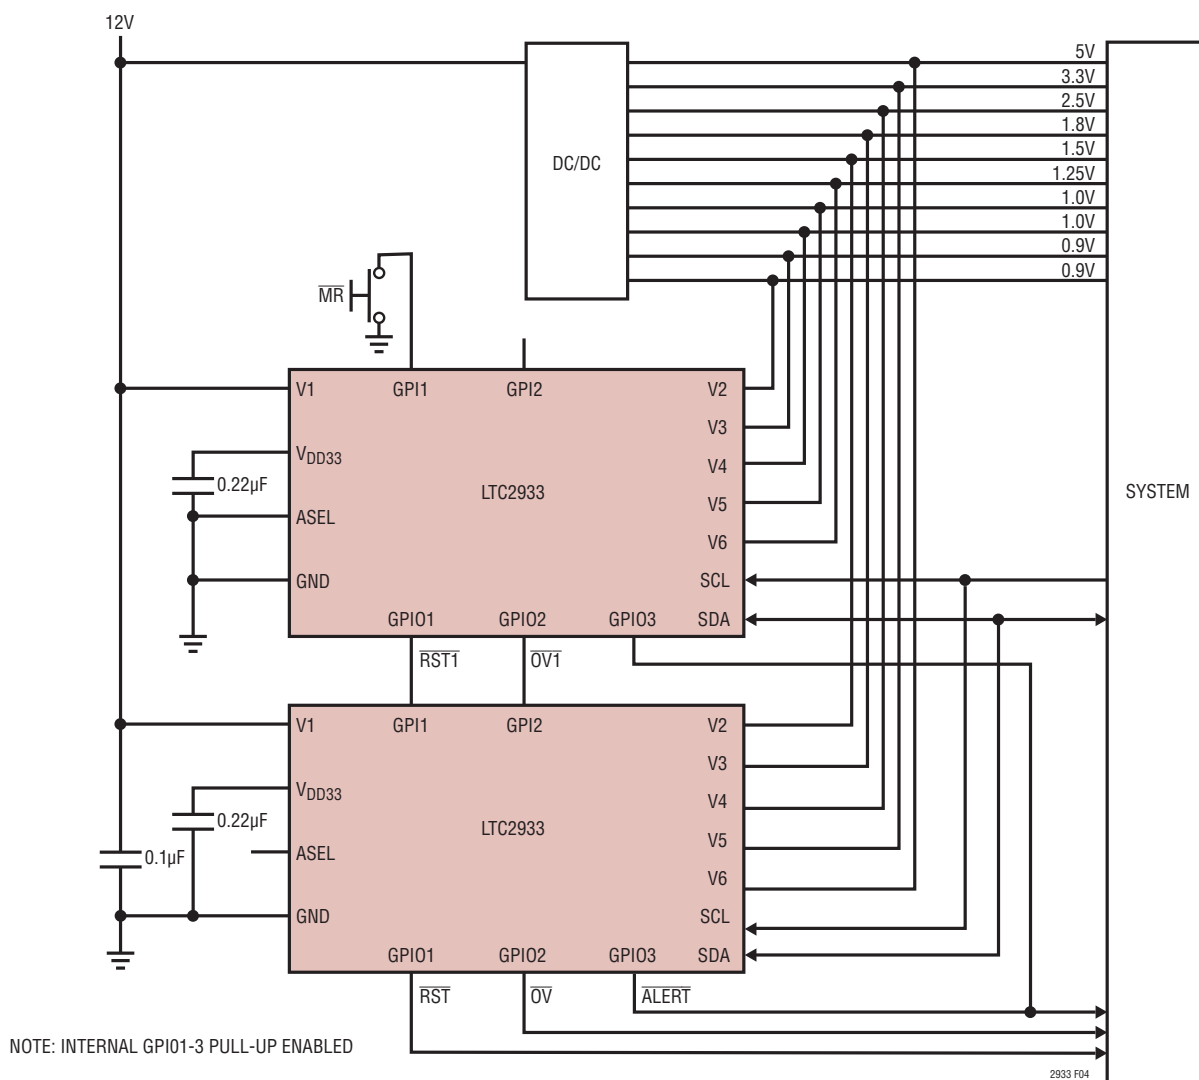 12V
DC/DC
5V
3.3V
2.5V
1.8V
1.5V
1.25V
1.0V
1.0V
0.9V
0.9V
MR
V1
GPI1
GPI2
V2
VDD33
V3
0.22µF
V4
LTC2933
ASEL
V5
V6
GND
SCL
GPIO1
GPIO2
GPIO3
SDA
SYSTEM
RST1
OV1
V1
GPI1
GPI2
V2
VDD33
V3
0.22µF
V4
LTC2933
0.1µF
ASEL
V5
V6
GND
SCL
GPIO1
GPIO2
GPIO3
SDA
RST
OV
ALERT
NOTE: INTERNAL GPI01-3 PULL-UP ENABLED
2933 F04